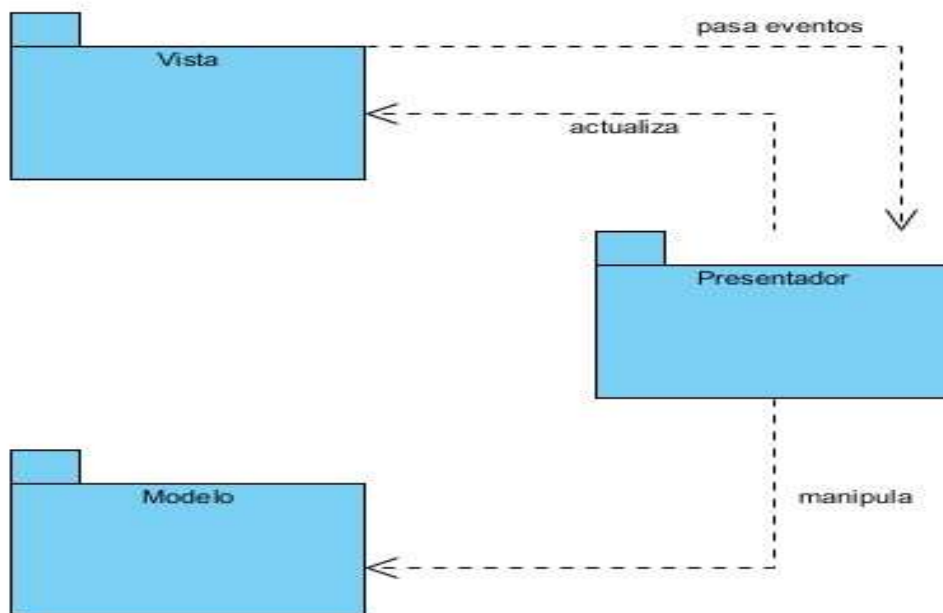 pasa eventos
Vista
actualiza
Presentador
Modelo
manipula